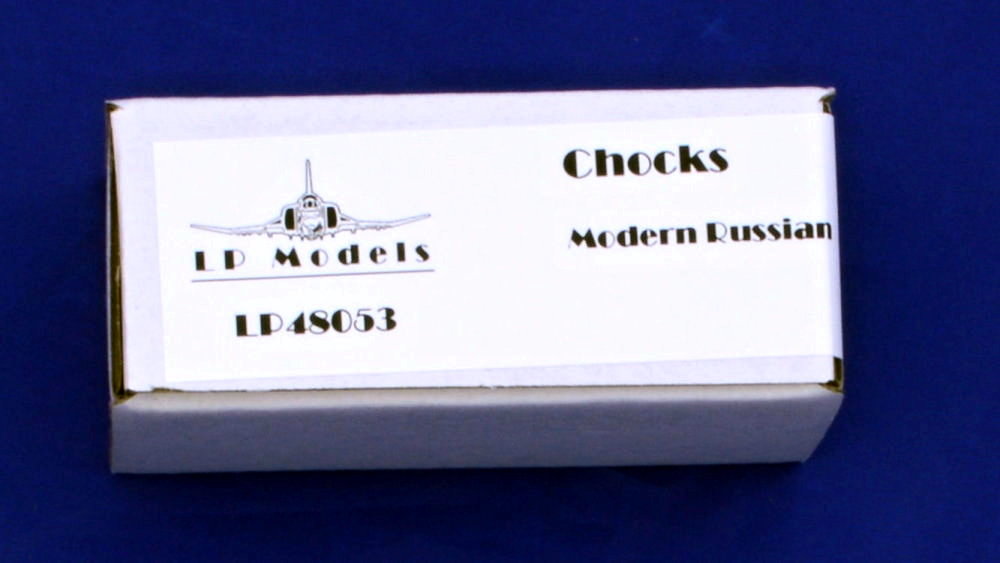 LP Models
LP48053
Chocks
Modern Russian